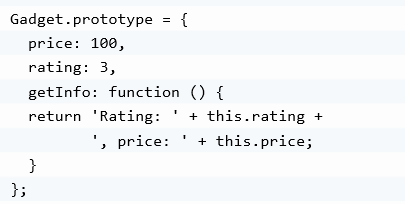 Gadget.prototype = {
  price: 100,
  rating: 3,
  getInfo: function () {
  return 'Rating: ' + this.rating +
         ', price: ' + this.price;
  }
};